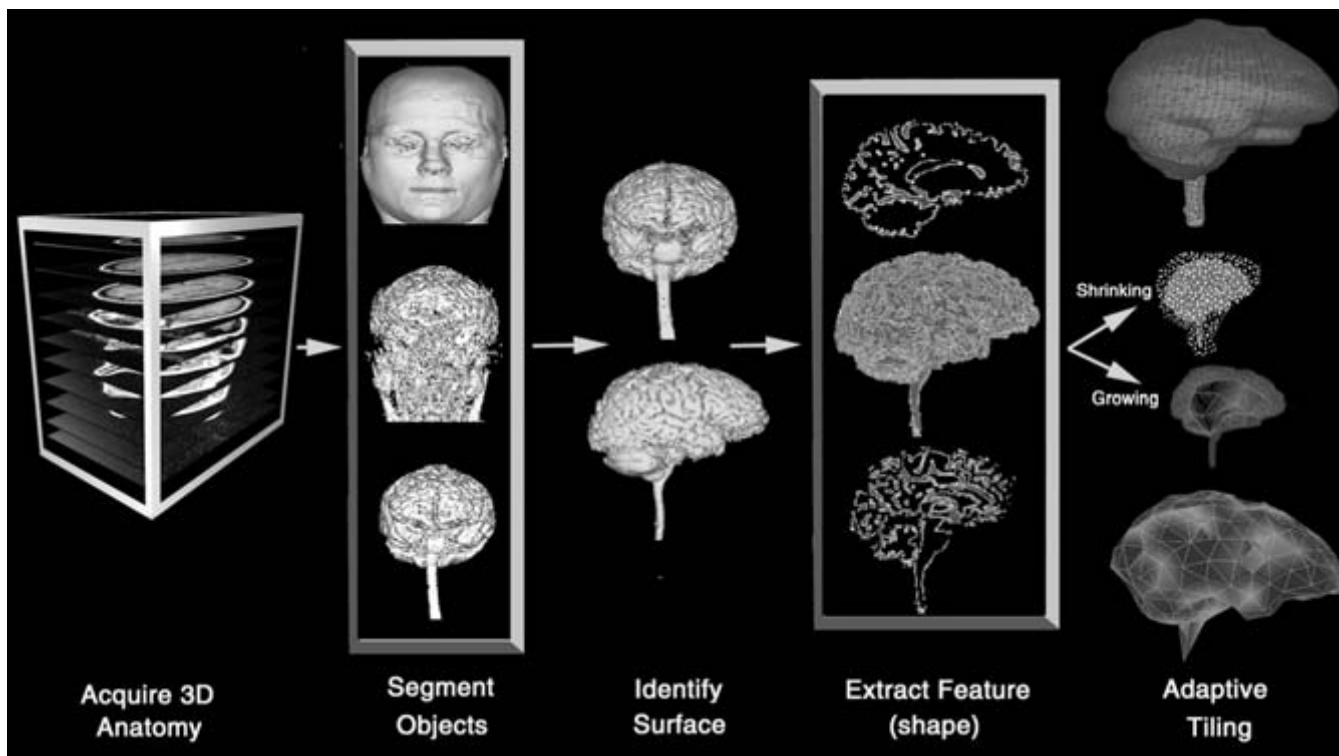 Shrinking
Growing
Acquire 3D
Anatomy
Segment
Objects
Identify
Surface
Extract Feature
(shape)
Adaptive
Tiling